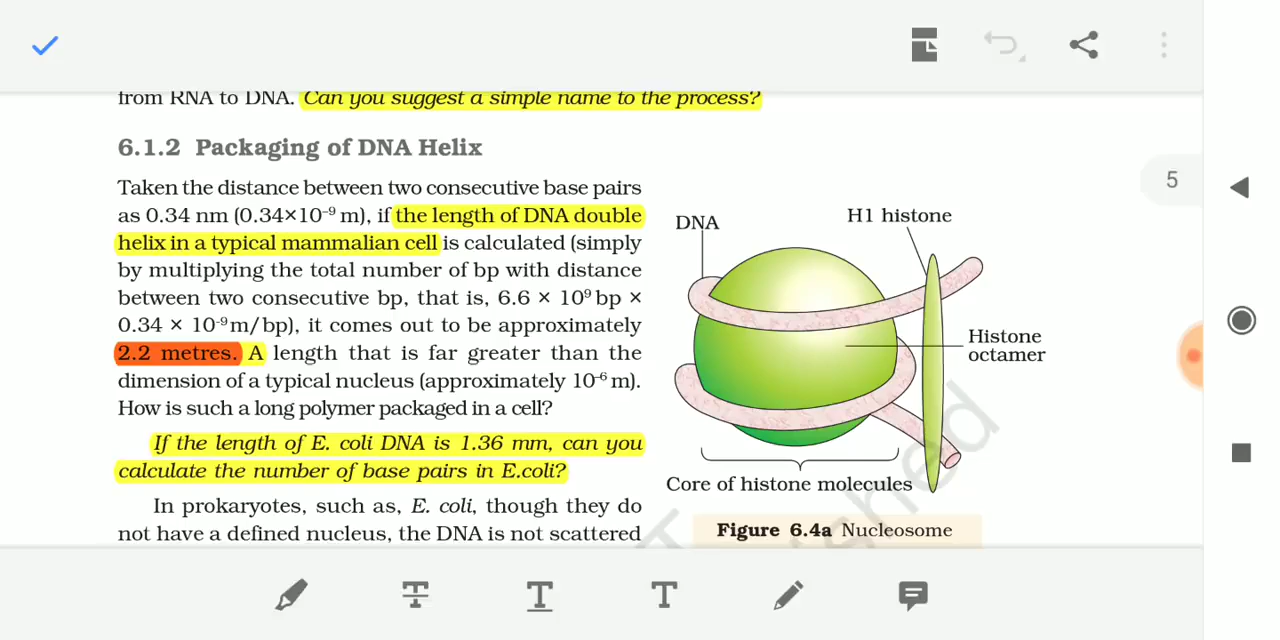 from RNA to DNA. Can you suggest a simple name to the process?
6.1.2 Packaging of DNA Helix
Taken the distance between two consecutive base pairs
as 0.34 nm (0.34×10⁻⁹ m), if the length of DNA double
helix in a typical mammalian cell is calculated (simply
by multiplying the total number of bp with distance
between two consecutive bp, that is, 6.6 × 10⁹ bp ×
0.34 × 10⁻⁹m/bp), it comes out to be approximately
2.2 metres. A length that is far greater than the
dimension of a typical nucleus (approximately 10⁻⁶ m).
How is such a long polymer packaged in a cell?
If the length of E. coli DNA is 1.36 mm, can you
calculate the number of base pairs in E.coli?
In prokaryotes, such as, E. coli, though they do
not have a defined nucleus, the DNA is not scattered
5
DNA
H1 histone
Histone
octamer
Core of histone molecules
Figure 6.4a Nucleosome
T
T
T